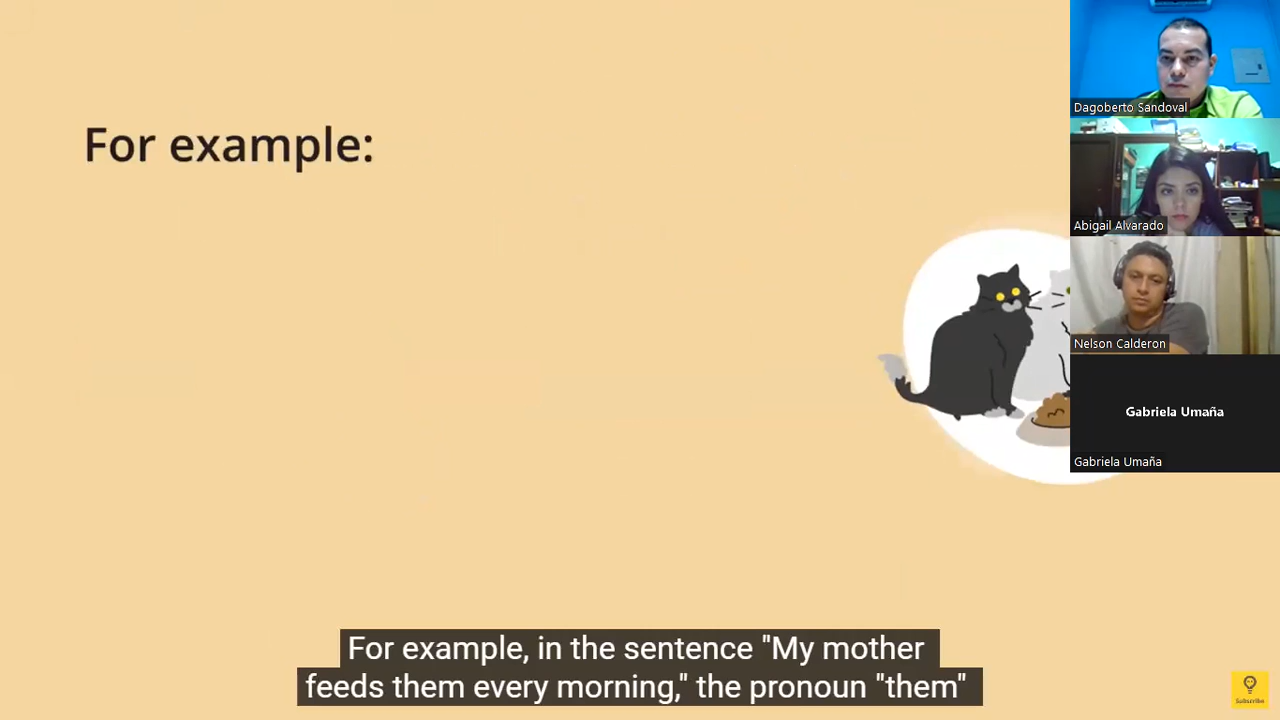 For example:
Dagoberto Sandoval
Abigail Alvarado
Nelson Calderon
Gabriela Umaña
Gabriela Umaña
For example, in the sentence "My mother
feeds them every morning," the pronoun "them"
Subscribe